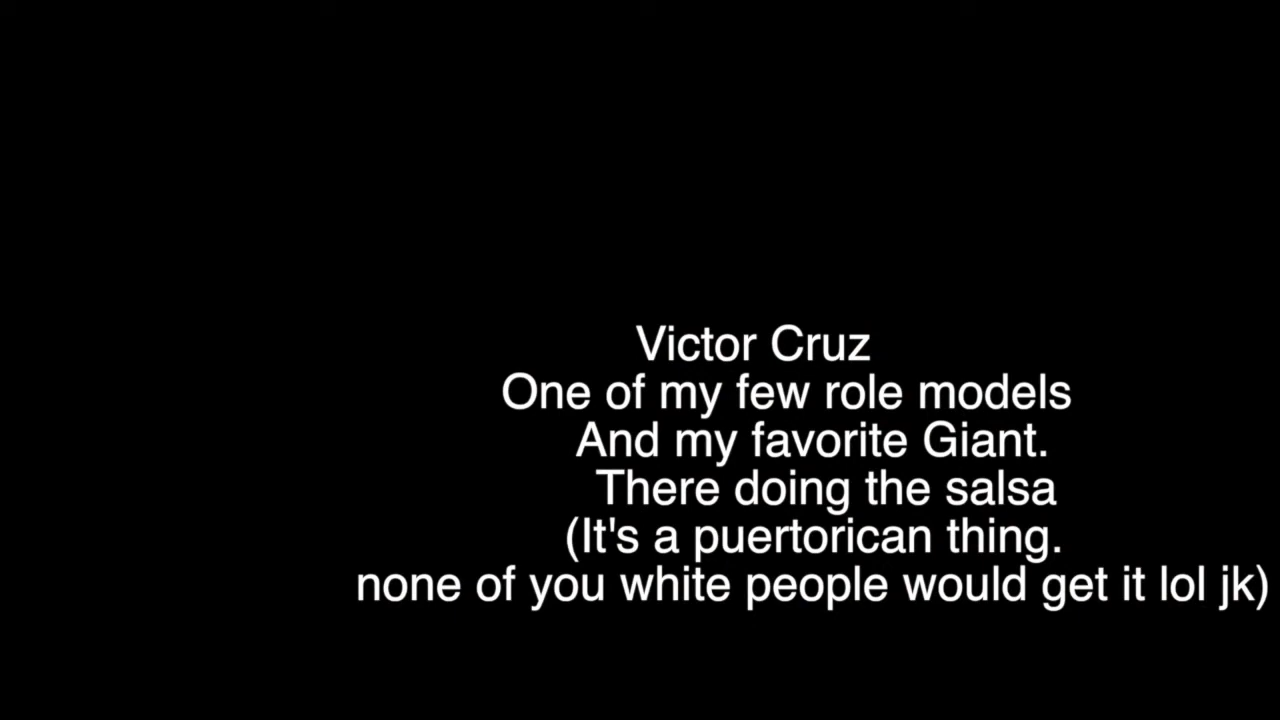 Victor Cruz
One of my few role models
And my favorite Giant.
There doing the salsa
(It's a puertorican thing.
none of you white people would get it lol jk)